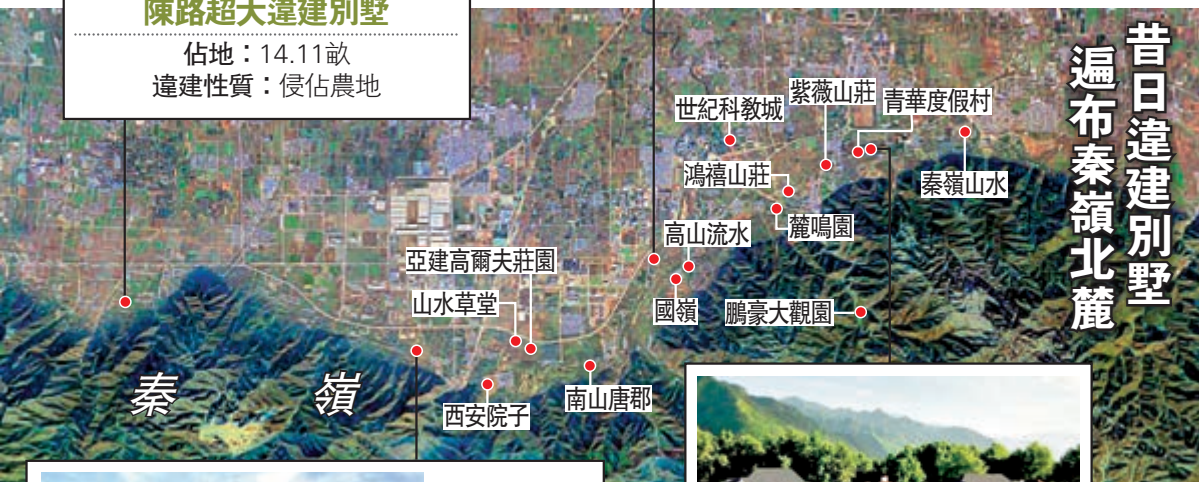 陳路超大違建別墅
佔地：14.11畝
違建性質：侵佔農地
昔日違建別墅
遍布秦嶺北麓
世紀科教城
紫薇山莊
青華度假村
鴻禧山莊
秦嶺山水
麓鳴園
高山流水
亞建高爾夫莊園
山水草堂
國嶺
鵬豪大觀園
秦嶺
南山唐郡
西安院子